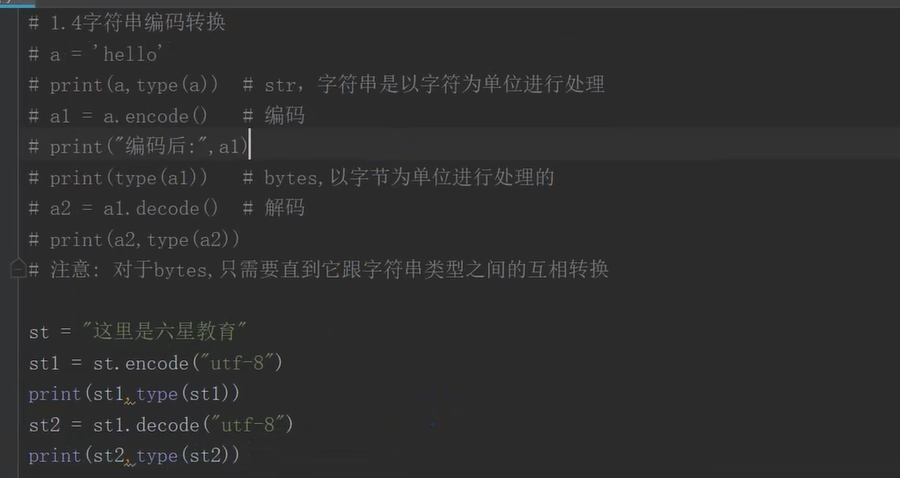 # 1.4字符串编码转换
# a = 'hello'
# print(a,type(a))  # str，字符串是以字符为单位进行处理
# a1 = a.encode()   # 编码
# print("编码后:",a1)
# print(type(a1))   # bytes,以字节为单位进行处理的
# a2 = a1.decode()  # 解码
# print(a2,type(a2))
# 注意: 对于bytes,只需要直到它跟字符串类型之间的互相转换
st = "这里是六星教育"
st1 = st.encode("utf-8")
print(st1,type(st1))
st2 = st1.decode("utf-8")
print(st2,type(st2))